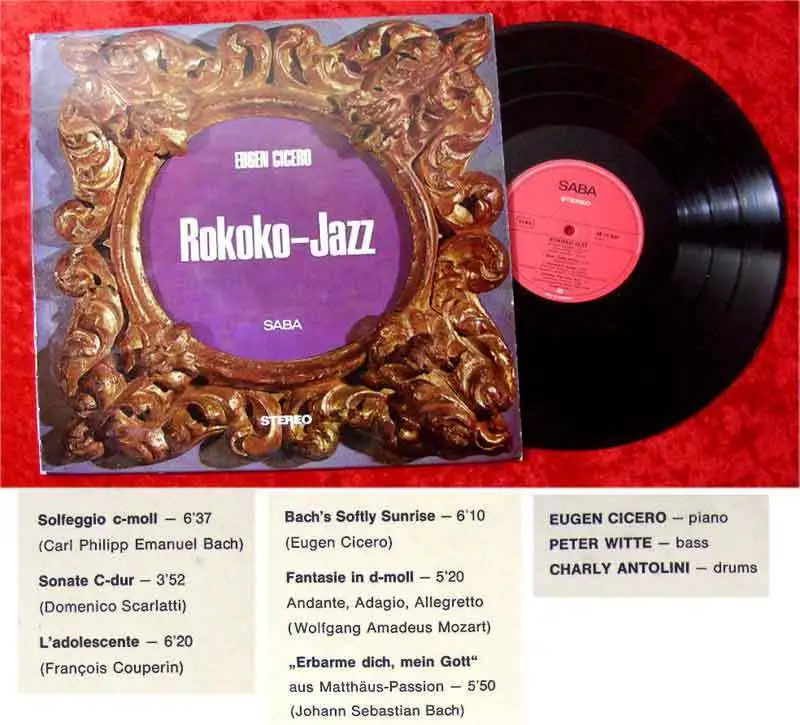 EUGEN CICERO
Rokoko–Jazz
SABA
STEREO
SABA
STEREO
ROKOKO-JAZZ
Solfeggio c-moll – 6'37
(Carl Philipp Emanuel Bach)
Sonate C-dur – 3'52
(Domenico Scarlatti)
L'adolescente – 6'20
(François Couperin)
Bach's Softly Sunrise – 6'10
(Eugen Cicero)
Fantasie in d-moll – 5'20
Andante, Adagio, Allegretto
(Wolfgang Amadeus Mozart)
„Erbarme dich, mein Gott“
aus Matthäus-Passion – 5'50
(Johann Sebastian Bach)
EUGEN CICERO – piano
PETER WITTE – bass
CHARLY ANTOLINI – drums